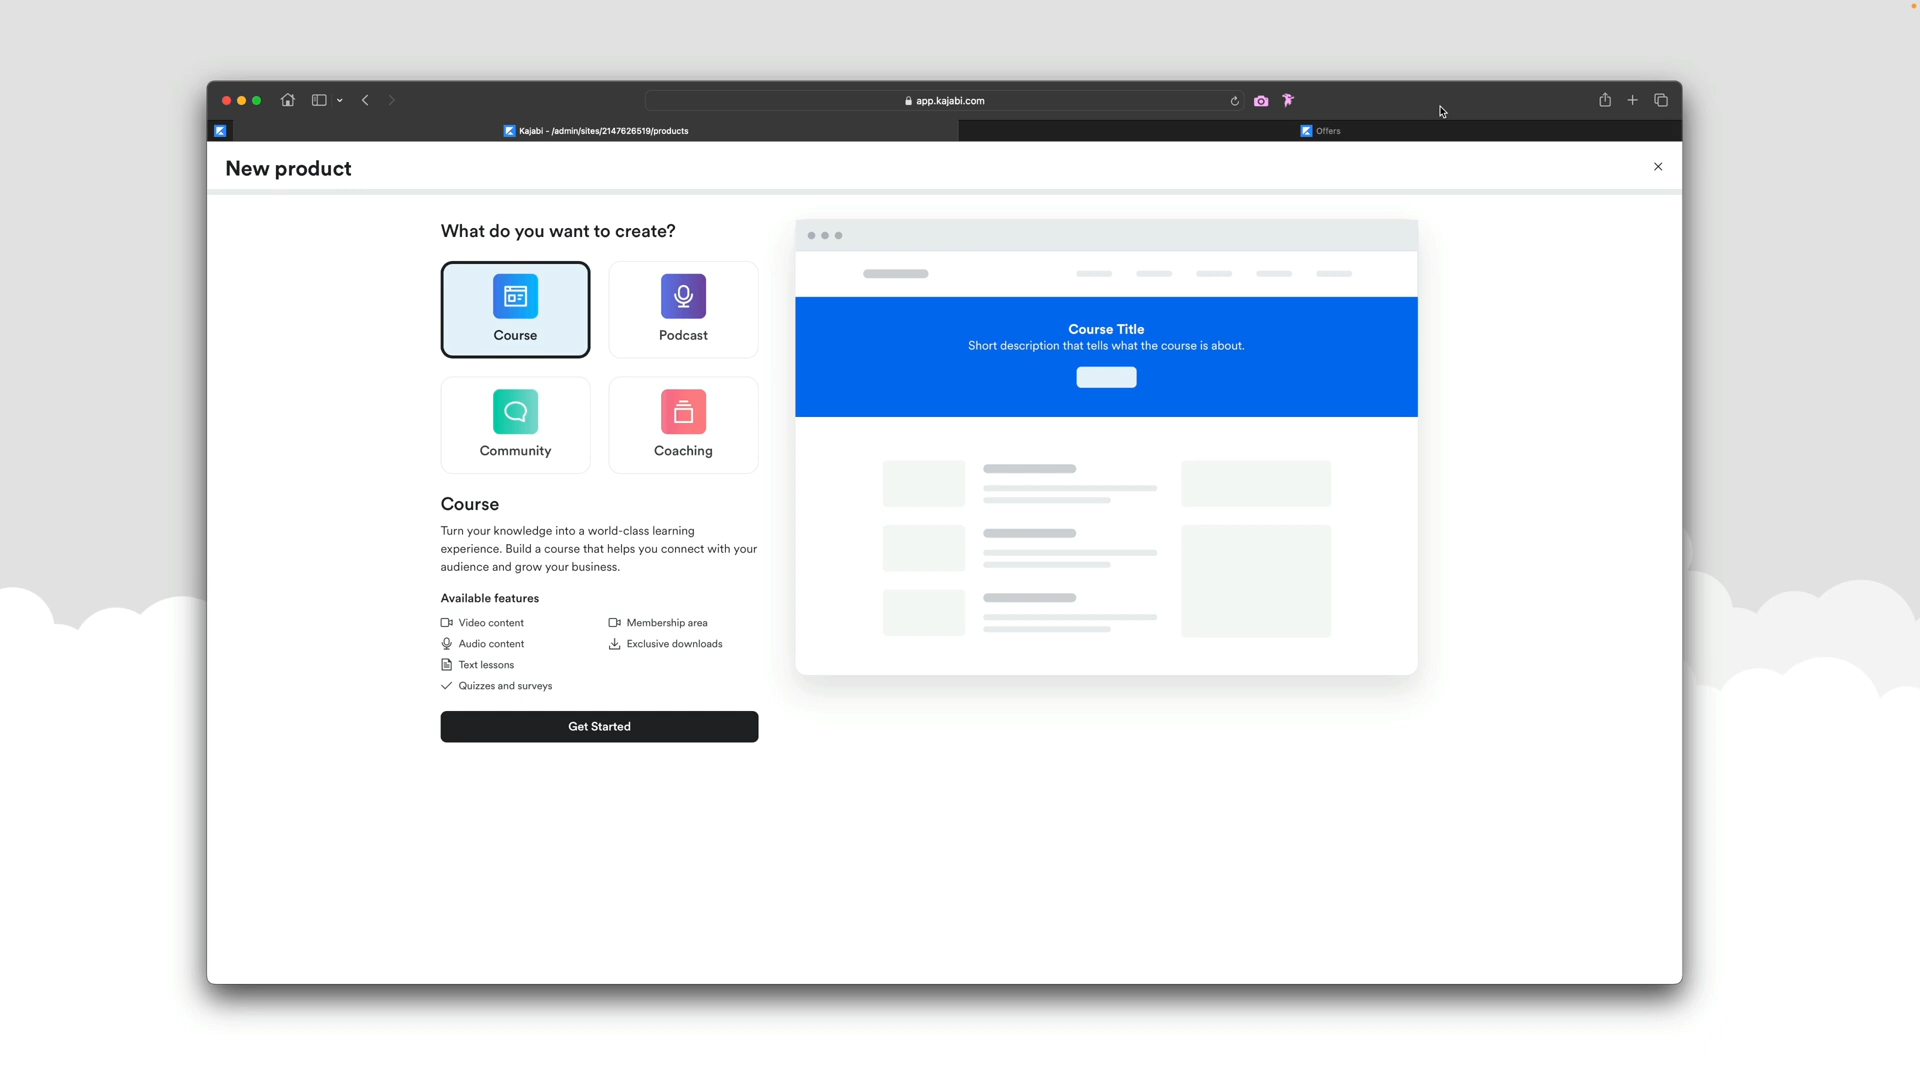 app.kajabi.com
Kajabi - /admin/sites/2147626519/products
Offers
New product
What do you want to create?
Course
Podcast
Community
Coaching
Course
Turn your knowledge into a world-class learning
experience. Build a course that helps you connect with your
audience and grow your business.
Available features
Video content
Membership area
Audio content
Exclusive downloads
Text lessons
Quizzes and surveys
Get Started
Course Title
Short description that tells what the course is about.